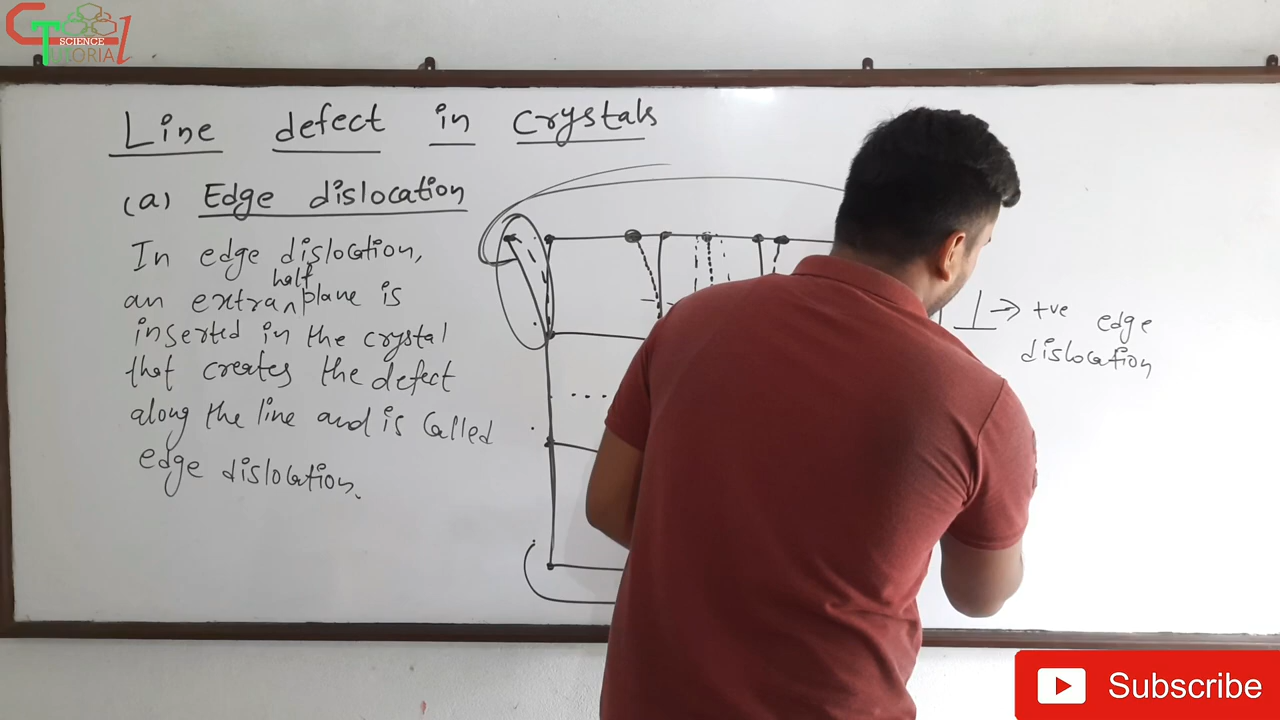 SCIENCE
TUTORIAL
Line defect in crystals
(a) Edge dislocation
In edge dislocation,
half
an extra plane is
inserted in the crystal
that creates the defect
along the line and is called
edge dislocation.
⊥ → +ve edge
dislocation
Subscribe